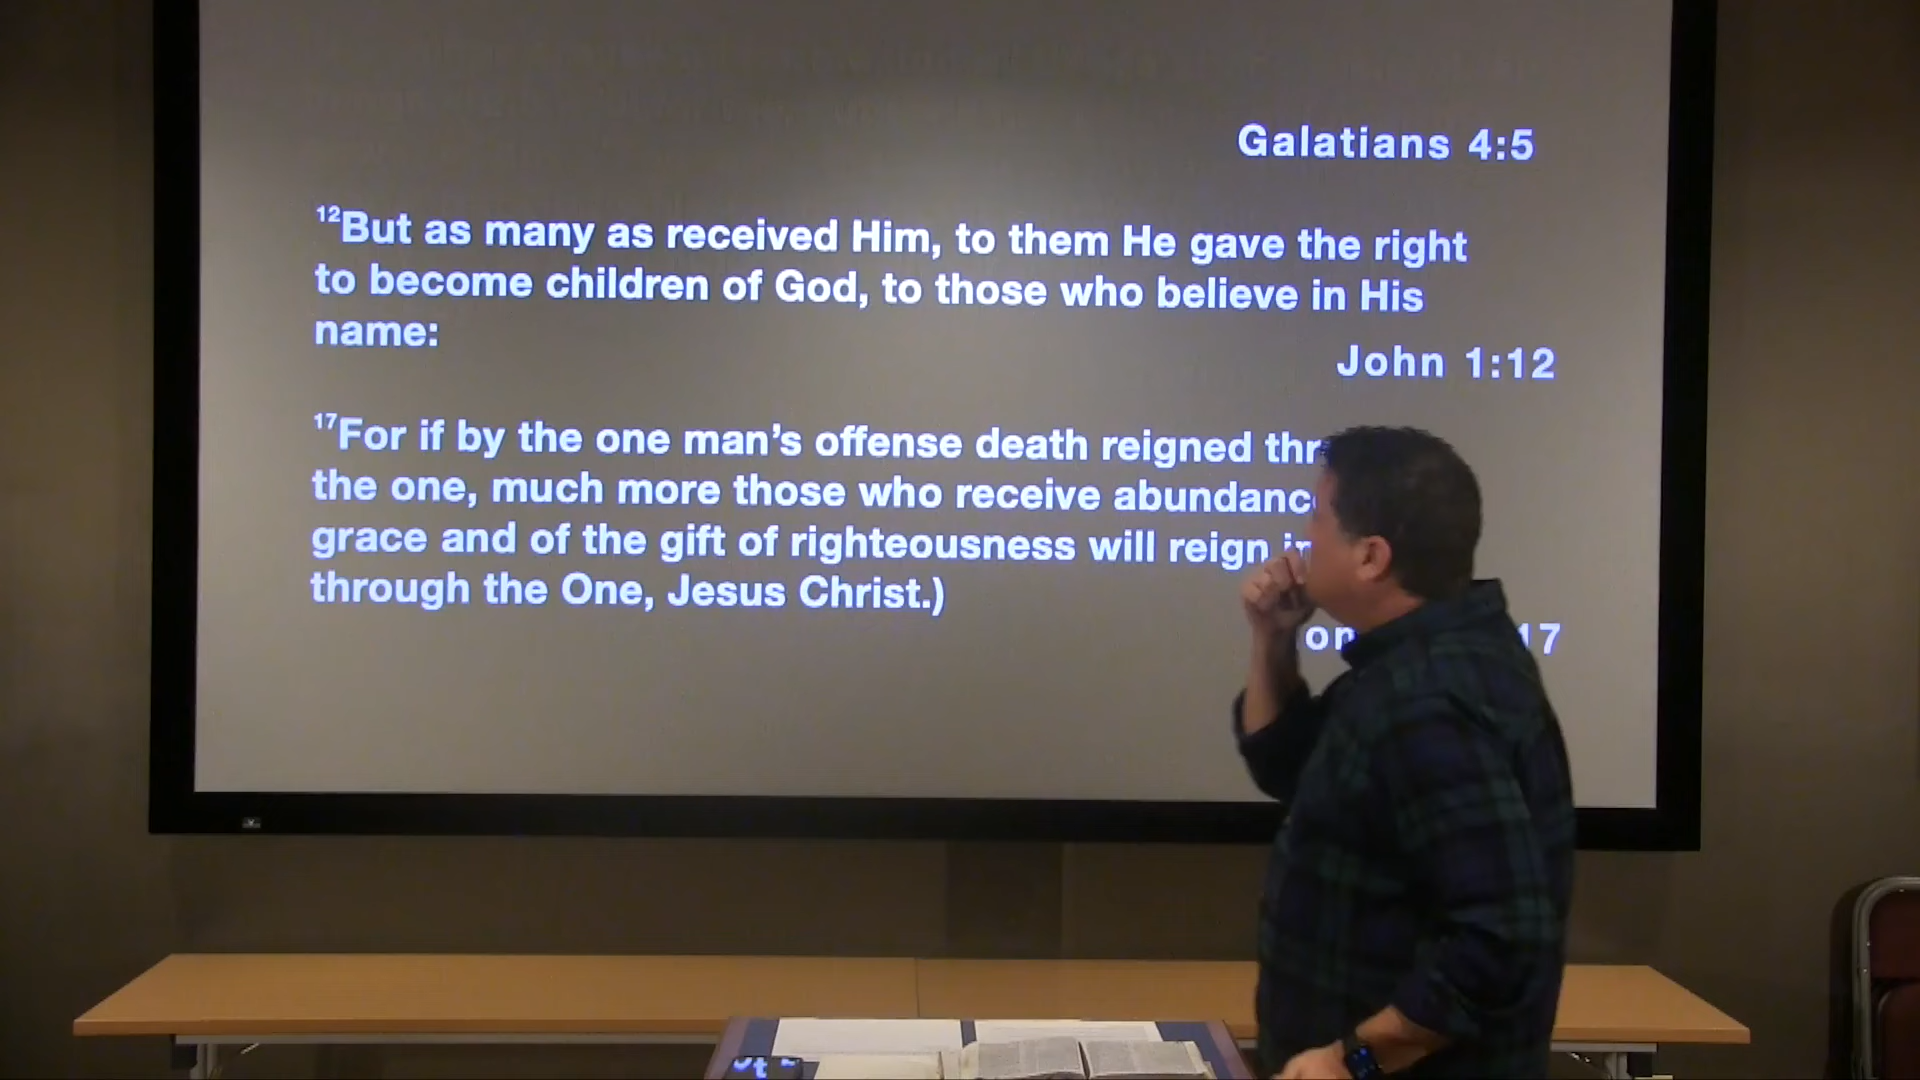 Galatians 4:5
12But as many as received Him, to them He gave the right
to become children of God, to those who believe in His
name:
John 1:12
17For if by the one man’s offense death reigned thr
the one, much more those who receive abundanc
grace and of the gift of righteousness will reign in
through the One, Jesus Christ.)
om 17